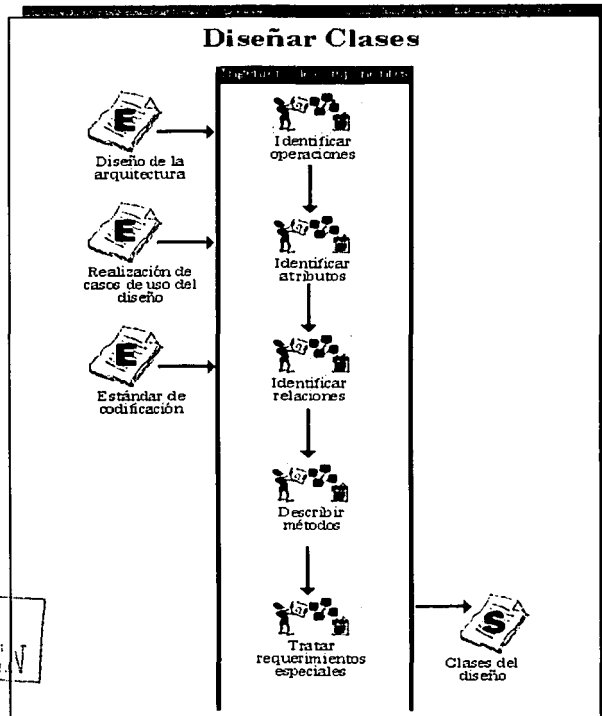 Diseñar Clases
E
Diseño de la
arquitectura
E
Realización de
casos de uso del
diseño
E
Estándar de
codificación
Identificar
operaciones
Identificar
atributos
Identificar
relaciones
Describir
métodos
Tratar
requerimientos
especiales
S
Clases del
diseño